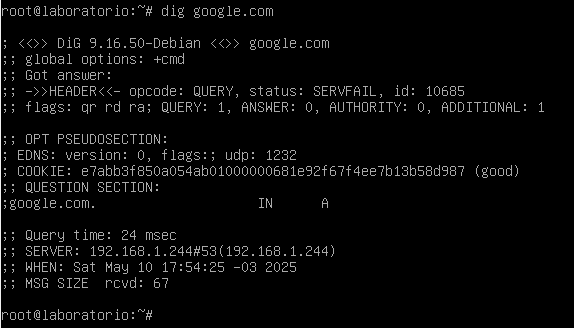 root@laboratorio:~# dig google.com
; <<>> DiG 9.16.50-Debian <<>> google.com
;; global options: +cmd
;; Got answer:
;; ->>HEADER<<- opcode: QUERY, status: SERVFAIL, id: 10685
;; flags: qr rd ra; QUERY: 1, ANSWER: 0, AUTHORITY: 0, ADDITIONAL: 1
;; OPT PSEUDOSECTION:
; EDNS: version: 0, flags:; udp: 1232
; COOKIE: e7abb3f850a054ab01000000681e92f67f4ee7b13b58d987 (good)
;; QUESTION SECTION:
;google.com. IN A
;; Query time: 24 msec
;; SERVER: 192.168.1.244#53(192.168.1.244)
;; WHEN: Sat May 10 17:54:25 -03 2025
;; MSG SIZE rcvd: 67
root@laboratorio:~#